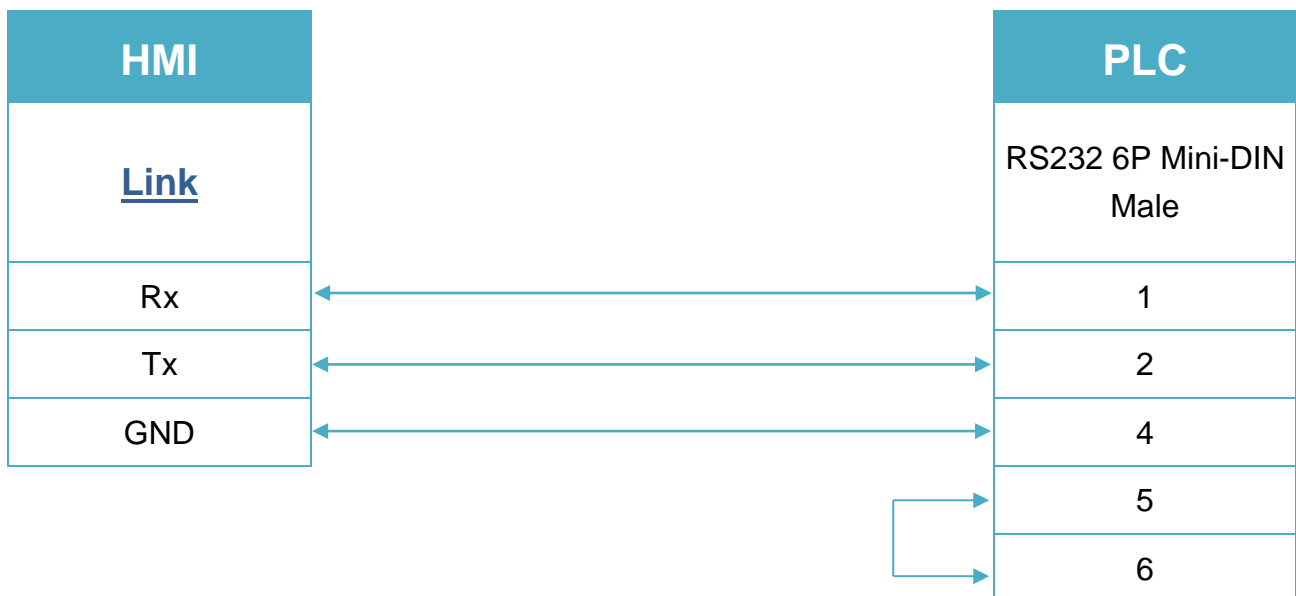 HMI
PLC
Link
RS232 6P Mini-DIN
Male
Rx
1
Tx
2
GND
4
5
6